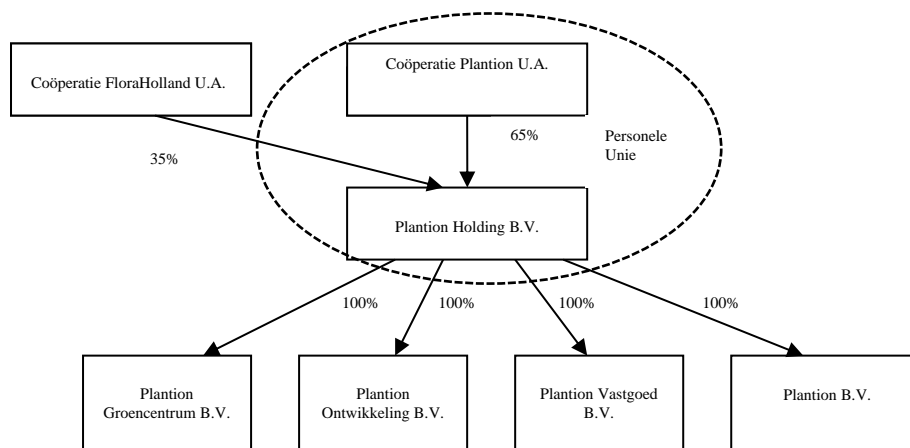 Coöperatie FloraHolland U.A.
Coöperatie Plantion U.A.
35%
65%
Personele
Unie
Plantion Holding B.V.
100%
100%
100%
100%
Plantion
Groencentrum B.V.
Plantion
Ontwikkeling B.V.
Plantion Vastgoed
B.V.
Plantion B.V.